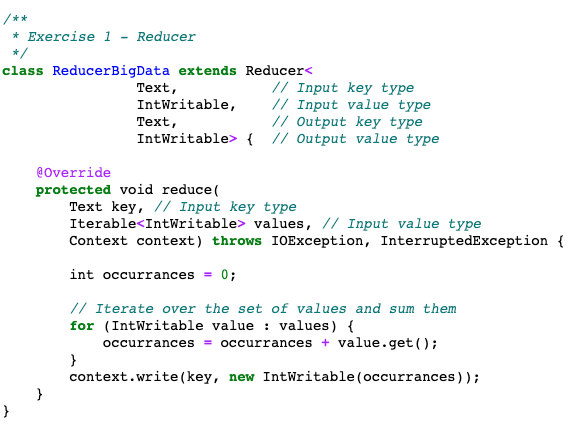 /**
 * Exercise 1 - Reducer
 */
class ReducerBigData extends Reducer<
                Text,           // Input key type
                IntWritable,    // Input value type
                Text,           // Output key type
                IntWritable> {  // Output value type

    @Override
    protected void reduce(
        Text key, // Input key type
        Iterable<IntWritable> values, // Input value type
        Context context) throws IOException, InterruptedException {

        int occurrances = 0;

        // Iterate over the set of values and sum them
        for (IntWritable value : values) {
            occurrances = occurrances + value.get();
        }
        context.write(key, new IntWritable(occurrances));
    }
}